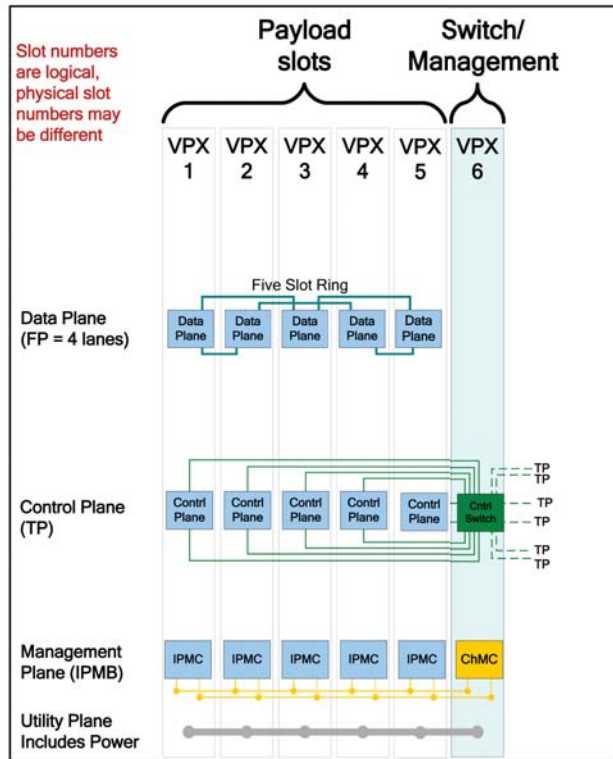 Slot numbers
are logical,
physical slot
numbers may
be different
Payload
slots
Switch/
Management
VPX
1
VPX
2
VPX
3
VPX
4
VPX
5
VPX
6
Five Slot Ring
Data Plane
(FP = 4 lanes)
Data
Plane
Data
Plane
Data
Plane
Data
Plane
Data
Plane
Control Plane
(TP)
Contrl
Plane
Contrl
Plane
Contrl
Plane
Contrl
Plane
Contrl
Plane
Cntrl
Switch
TP
TP
TP
TP
TP
TP
Management
Plane (IPMB)
IPMC
IPMC
IPMC
IPMC
IPMC
ChMC
Utility Plane
Includes Power